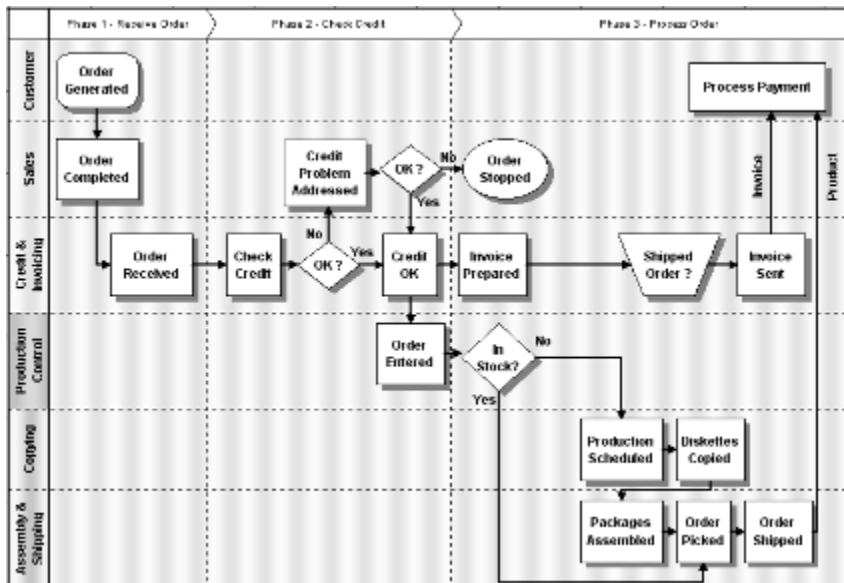 Phase 1 - Receive Order
Phase 2 - Check Credit
Phase 3 - Process Order
Customer
Order
Generated
Process Payment
Sales
Order
Completed
Credit
Problem
Addressed
OK ?
No
Yes
Order
Stopped
Invoice
Product
Credit &
Invoicing
Order
Received
Check
Credit
No
OK ?
Yes
Credit
OK
Invoice
Prepared
Shipped
Order ?
Invoice
Sent
Production
Control
Order
Entered
In
Stock?
No
Yes
Copying
Production
Scheduled
Diskettes
Copied
Assembly &
Shipping
Packages
Assembled
Order
Picked
Order
Shipped